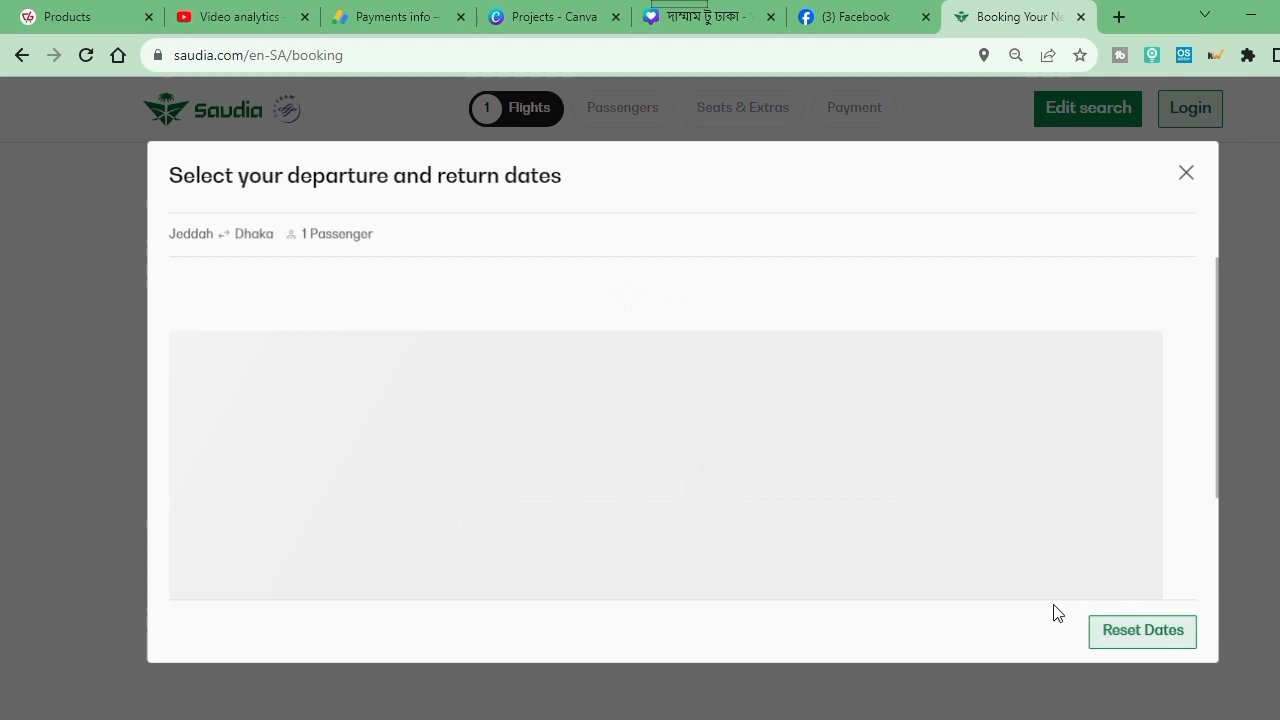 Products
Video analytics -
Payments info –
Projects - Canva
দাম্মাম টু ঢাকা -
(3) Facebook
Booking Your Ne
saudia.com/en-SA/booking
Saudia
1 Flights
Passengers
Seats & Extras
Payment
Edit search
Login
Select your departure and return dates
Jeddah Dhaka 1 Passenger
Reset Dates